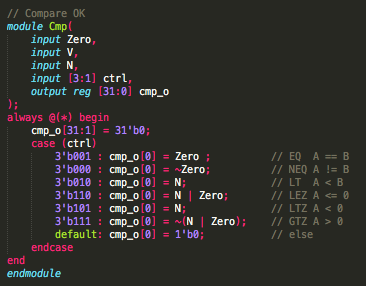 // Compare OK
module Cmp(
    input Zero,
    input V,
    input N,
    input [3:1] ctrl,
    output reg [31:0] cmp_o
);
always @(*) begin
    cmp_o[31:1] = 31'b0;
    case (ctrl)
        3'b001 : cmp_o[0] = Zero ;          // EQ  A == B
        3'b000 : cmp_o[0] = ~Zero;          // NEQ A != B
        3'b010 : cmp_o[0] = N;              // LT  A < B
        3'b110 : cmp_o[0] = N | Zero;       // LEZ A <= 0
        3'b101 : cmp_o[0] = N;              // LTZ A < 0
        3'b111 : cmp_o[0] = ~(N | Zero);    // GTZ A > 0
        default: cmp_o[0] = 1'b0;           // else
    endcase
end
endmodule